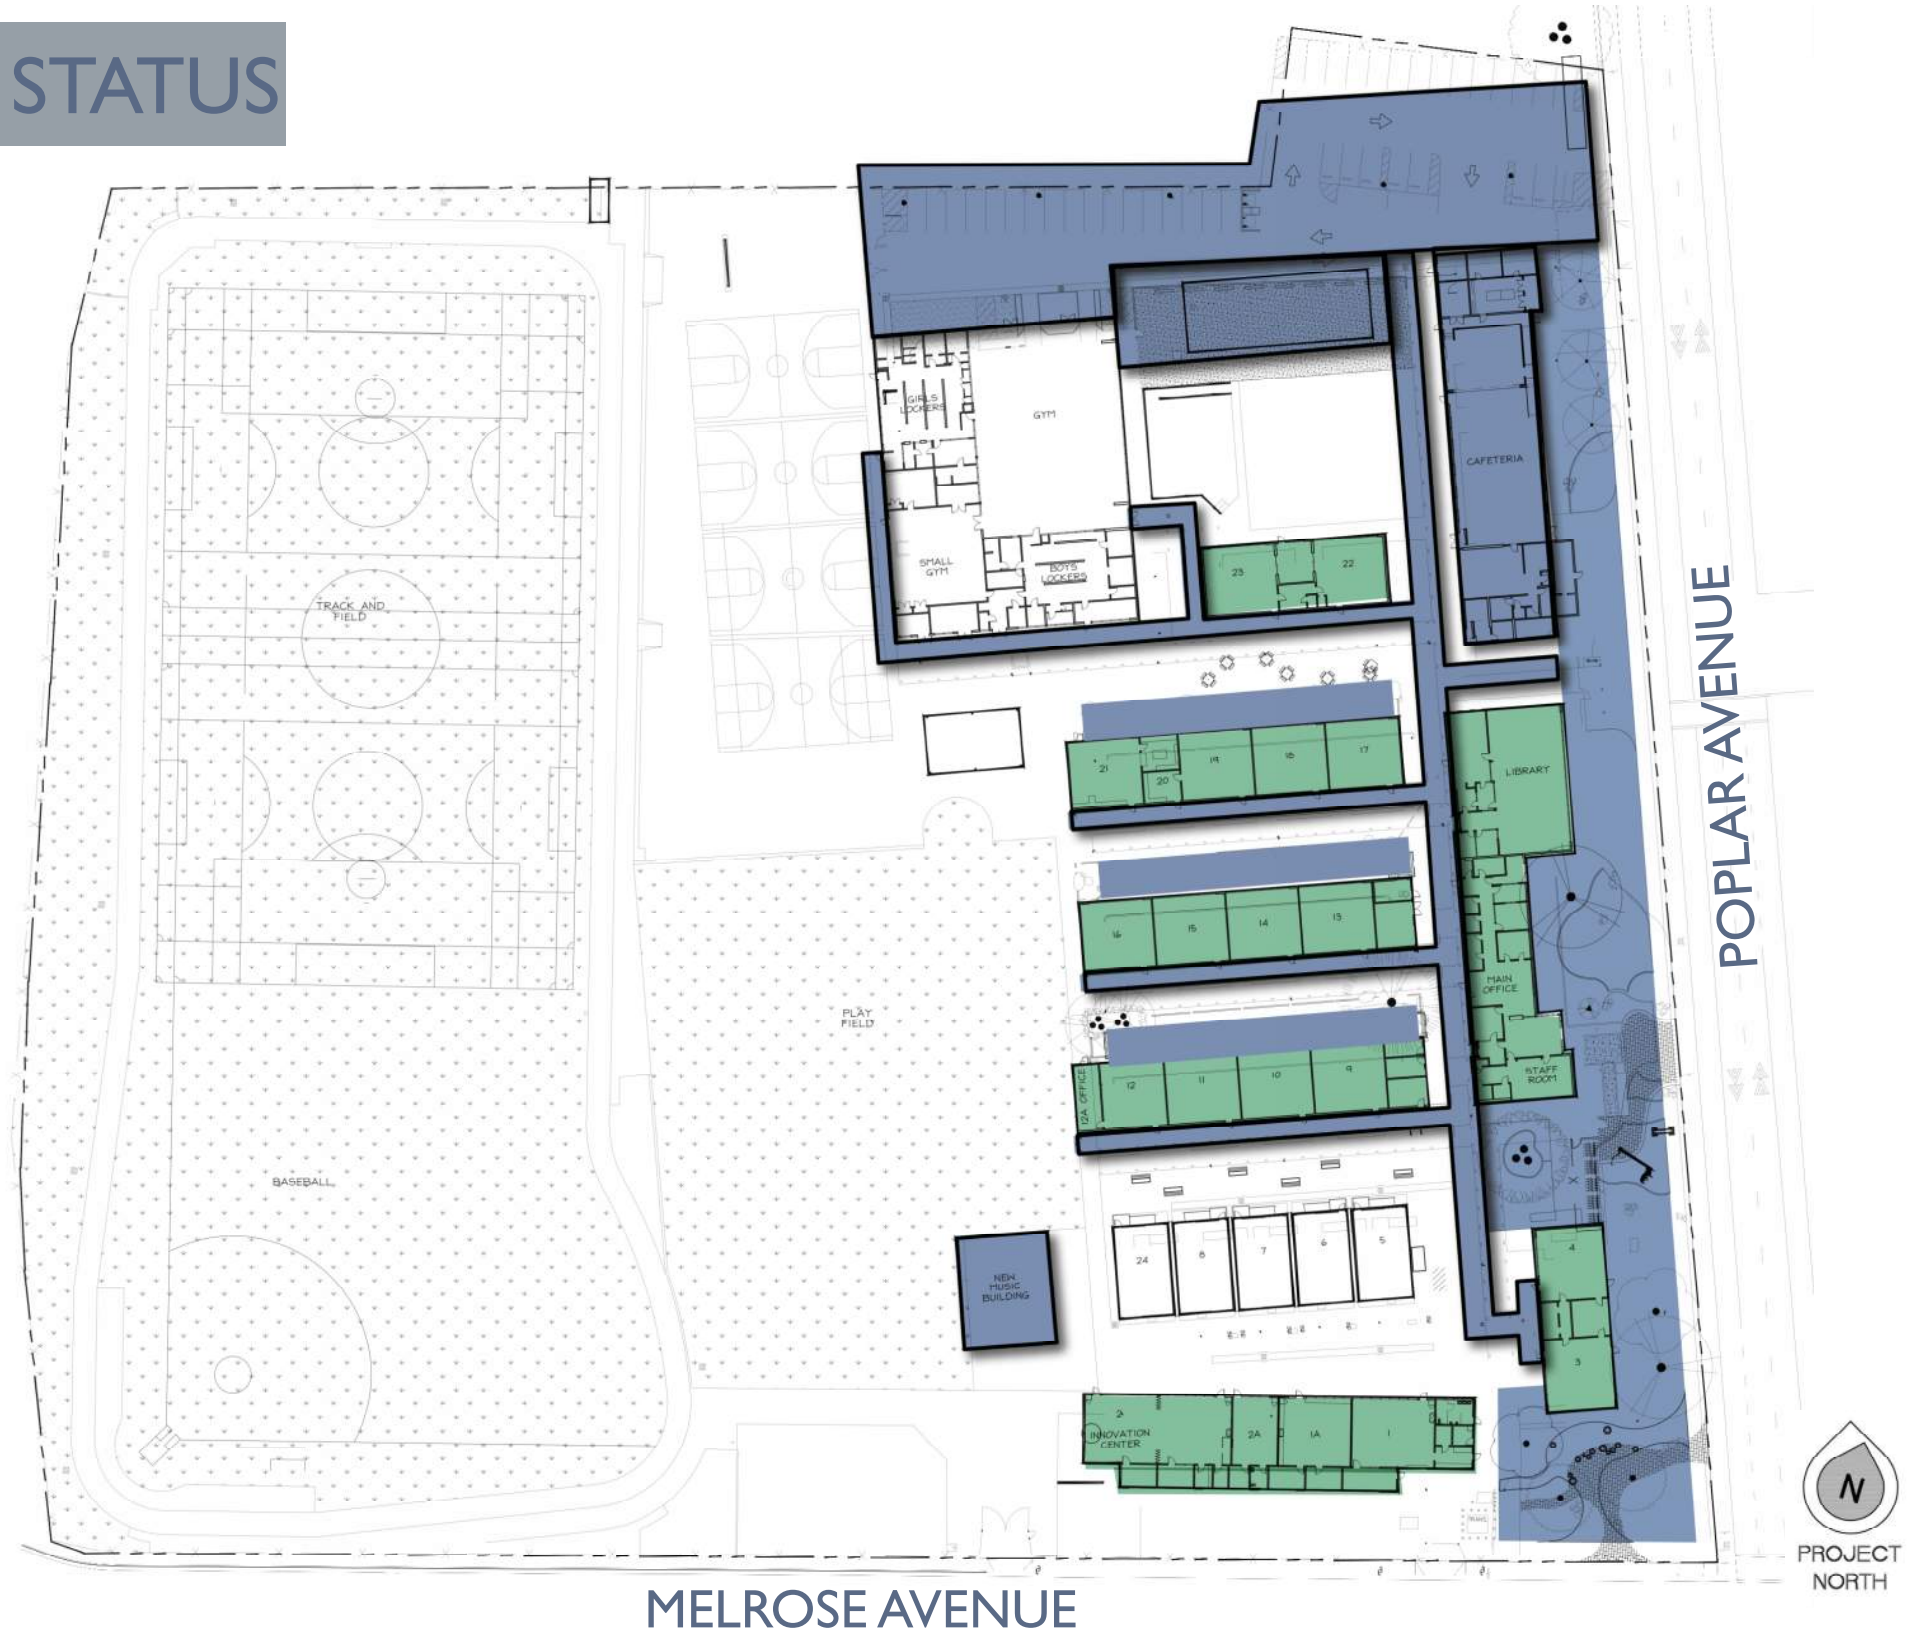 STATUS
GIRLS
LOCKERS
GYM
CAFETERIA
SMALL
GYM
BOYS
LOCKERS
23
22
TRACK AND
FIELD
POPLAR AVENUE
21
20
19
18
17
LIBRARY
16
15
14
13
MAIN
OFFICE
PLAY
FIELD
12A OFFICE
12
11
10
9
STAFF
ROOM
BASEBALL
24
8
7
6
5
4
3
NEW
MUSIC
BUILDING
2
INNOVATION
CENTER
2A
1A
1
N
PROJECT
NORTH
MELROSE AVENUE